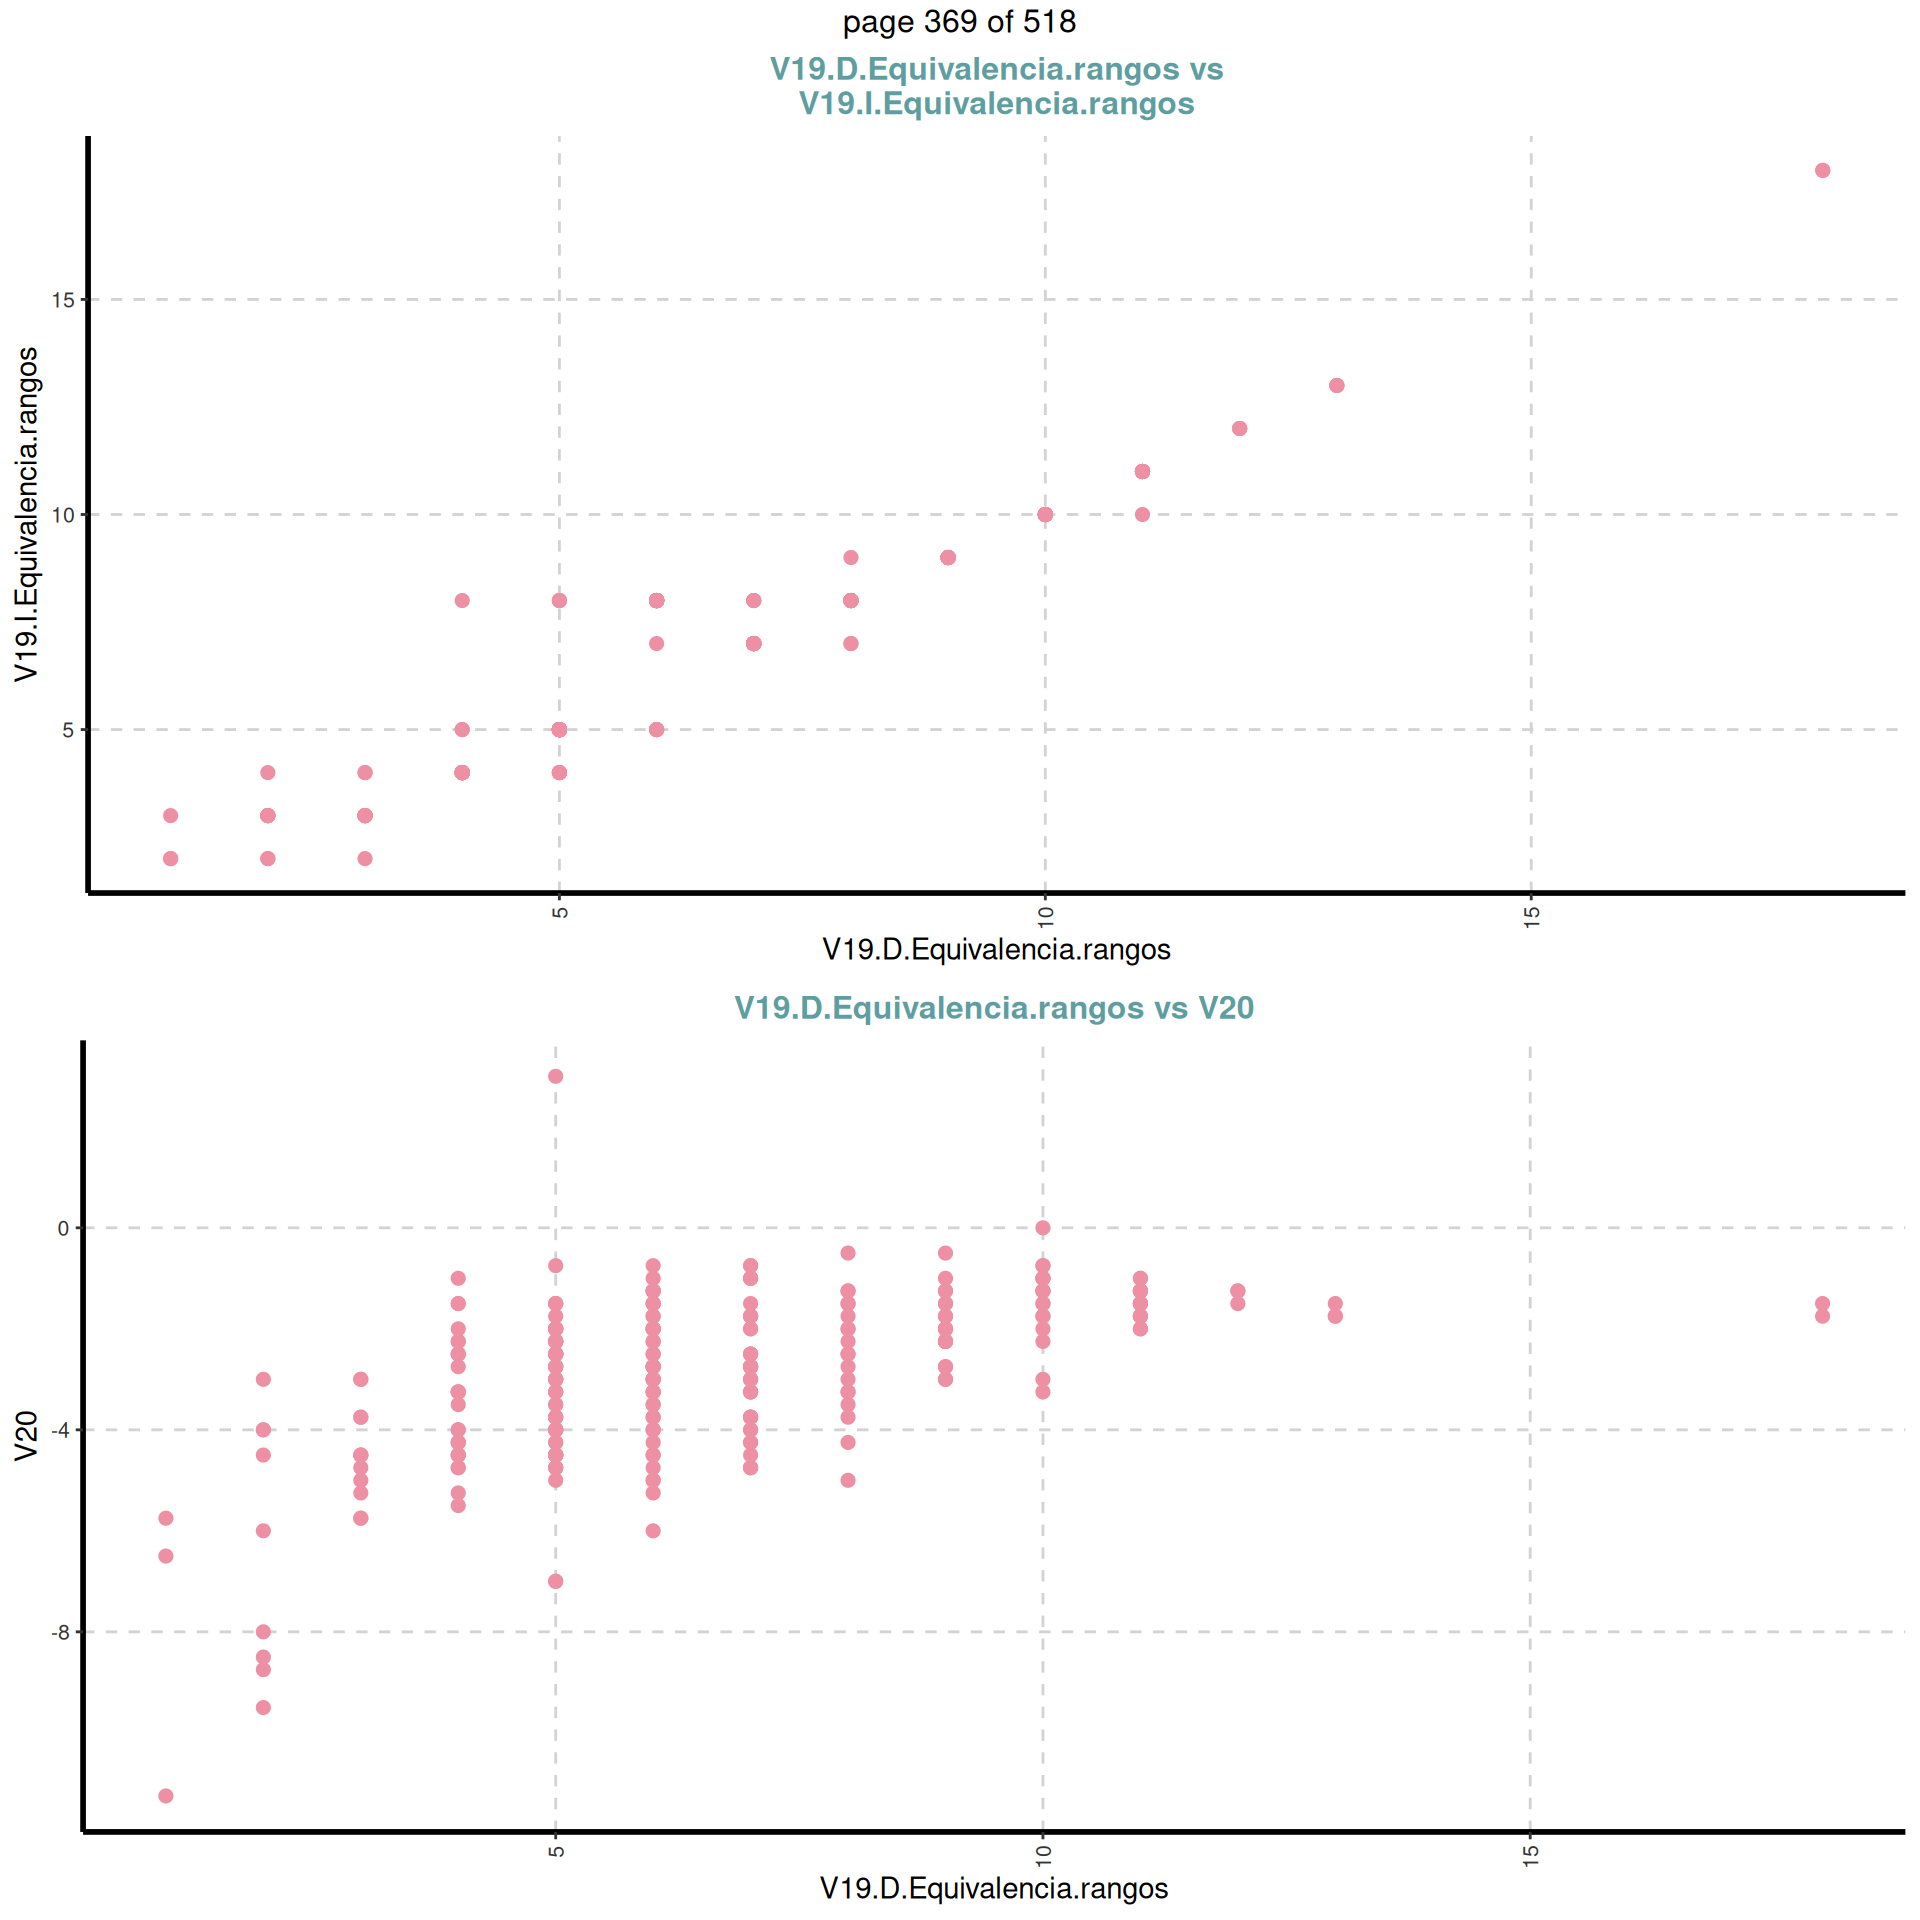 page 369 of 518
V19.D.Equivalencia.rangos vs
V19.I.Equivalencia.rangos
15
10
5
V19.I.Equivalencia.rangos
5
10
15
V19.D.Equivalencia.rangos
V19.D.Equivalencia.rangos vs V20
0
-4
-8
V20
5
10
15
V19.D.Equivalencia.rangos